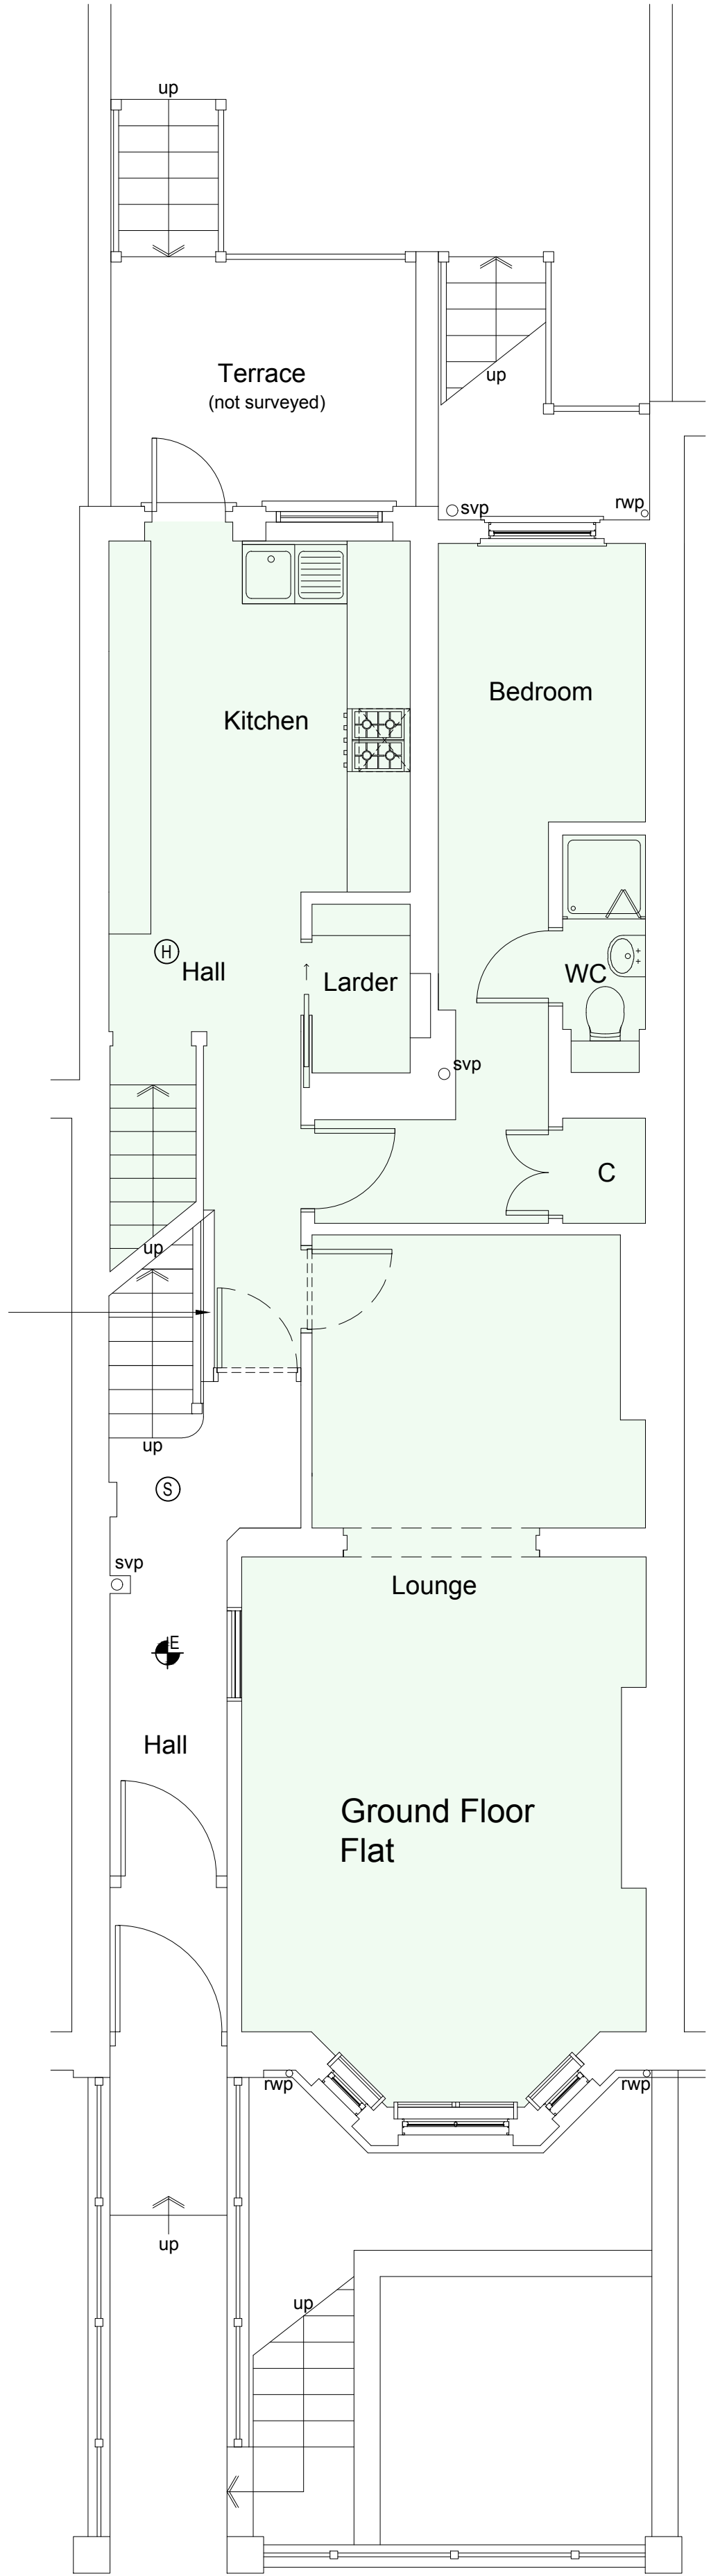 up
Terrace
(not surveyed)
up
svp
rwp
Bedroom
Kitchen
H
Hall
Larder
WC
svp
C
up
up
S
svp
Lounge
E
Hall
Ground Floor
Flat
rwp
rwp
up
up